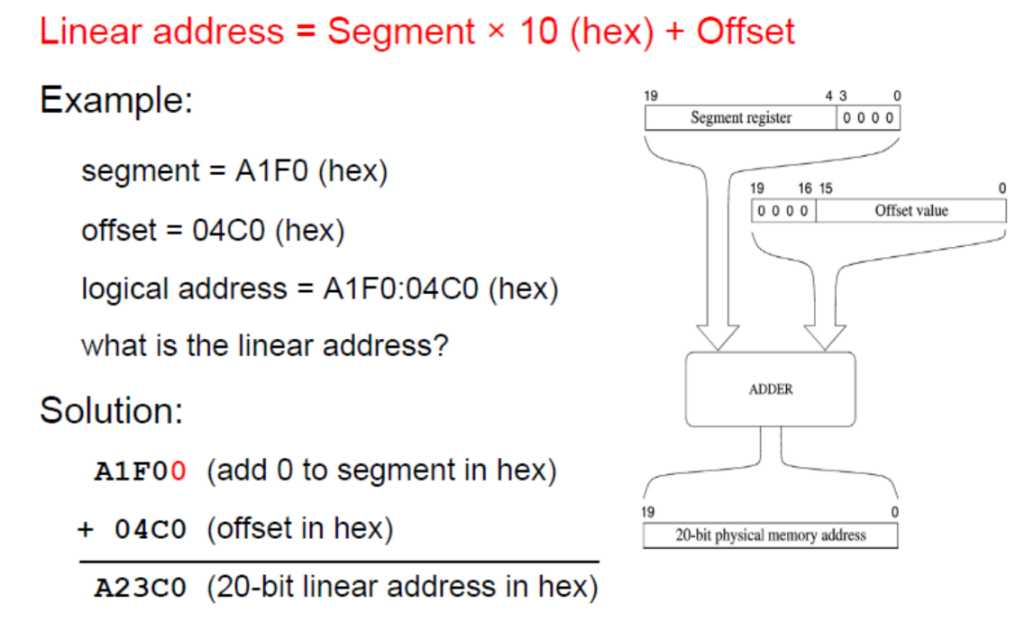 Linear address = Segment × 10 (hex) + Offset
Example:
segment = A1F0 (hex)
offset = 04C0 (hex)
logical address = A1F0:04C0 (hex)
what is the linear address?
Solution:
A1F00 (add 0 to segment in hex)
+ 04C0 (offset in hex)
A23C0 (20-bit linear address in hex)
19 4 3 0
Segment register 0 0 0 0
19 16 15 0
0 0 0 0 Offset value
ADDER
19 0
20-bit physical memory address